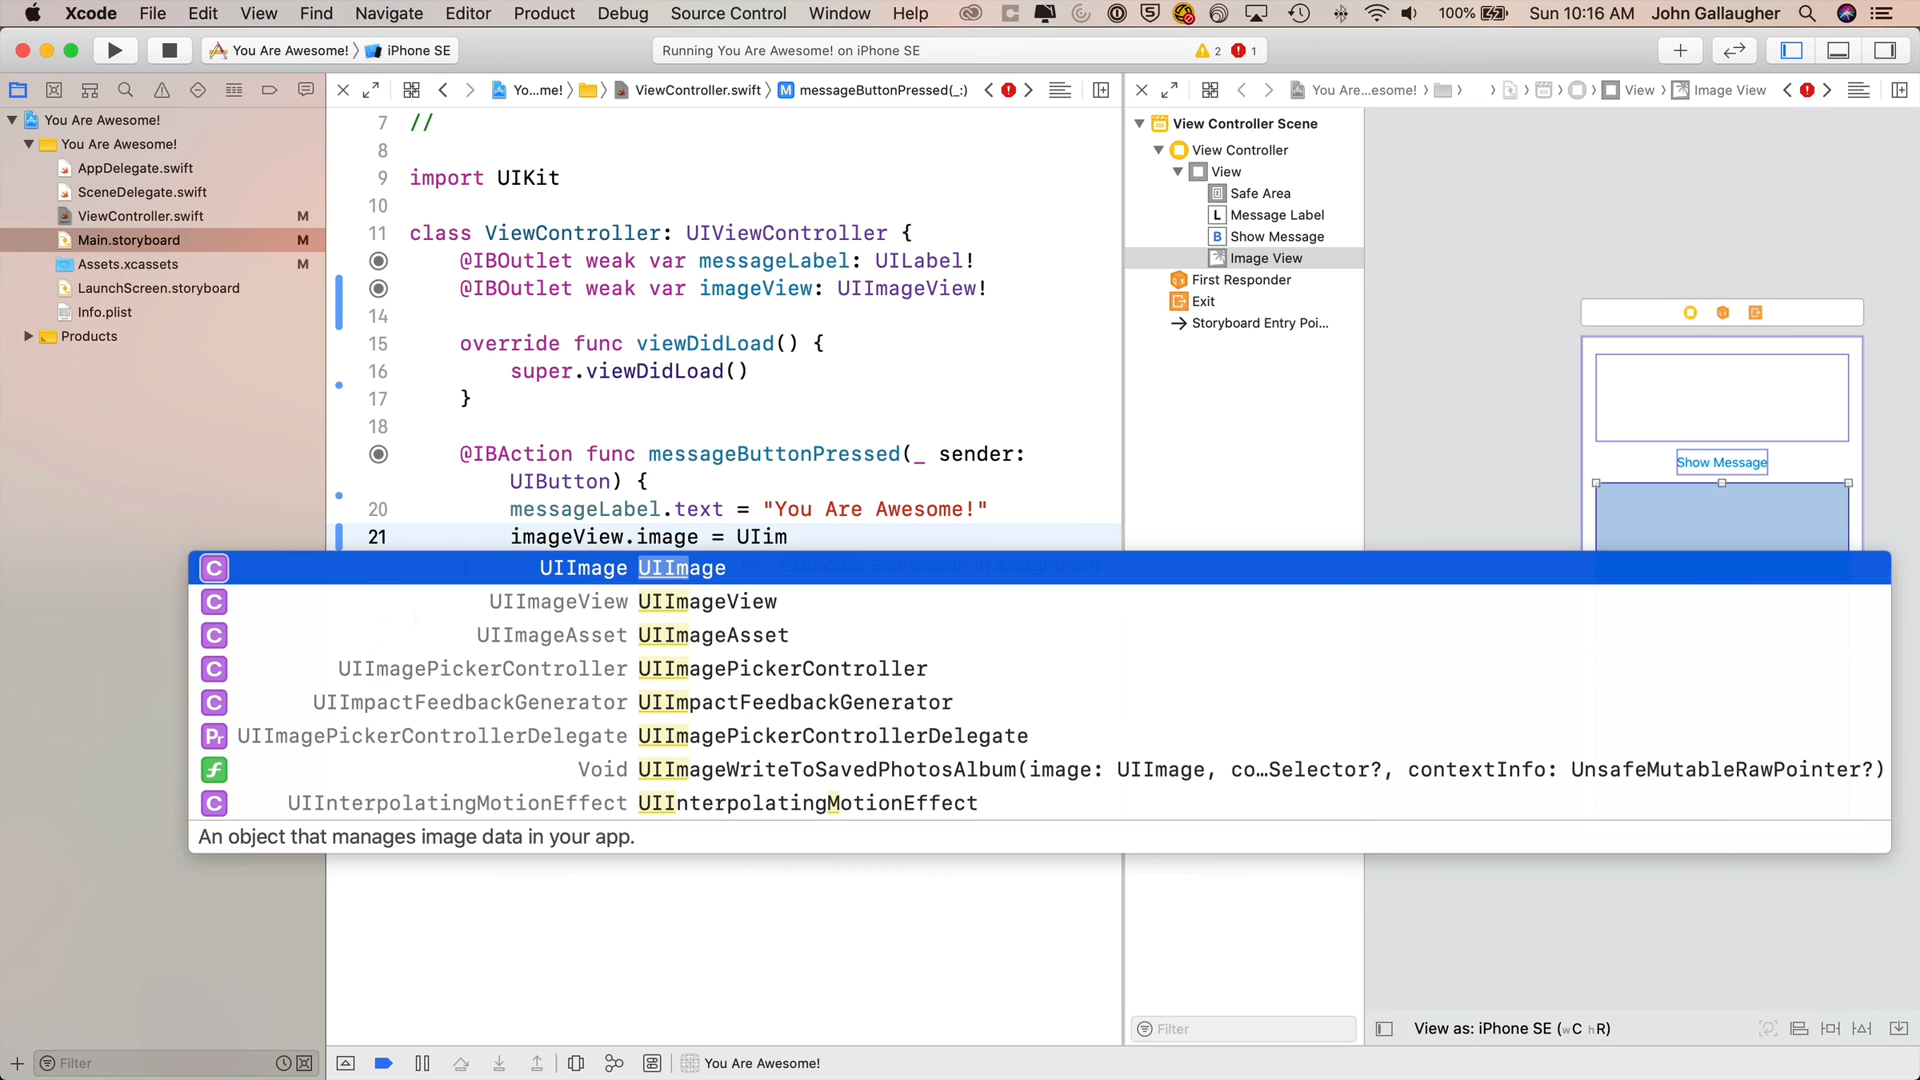 Xcode File Edit View Find Navigate Editor Product Debug Source Control Window Help 100% Sun 10:16 AM John Gallaugher
You Are Awesome! iPhone SE Running You Are Awesome! on iPhone SE 2 1
Yo...me! ViewController.swift M messageButtonPressed(_:) You Are...esome! View Image View
You Are Awesome!
You Are Awesome!
AppDelegate.swift
SceneDelegate.swift
ViewController.swift M
Main.storyboard M
Assets.xcassets M
LaunchScreen.storyboard
Info.plist
Products
7 //
8
9 import UIKit
10
11 class ViewController: UIViewController {
@IBOutlet weak var messageLabel: UILabel!
@IBOutlet weak var imageView: UIImageView!
14
15 override func viewDidLoad() {
16 super.viewDidLoad()
17 }
18
@IBAction func messageButtonPressed(_ sender:
UIButton) {
20 messageLabel.text = "You Are Awesome!"
21 imageView.image = UIim
Expected expression in assignment
C UIImage UIImage
C UIImageView UIImageView
C UIImageAsset UIImageAsset
C UIImagePickerController UIImagePickerController
C UIImpactFeedbackGenerator UIImpactFeedbackGenerator
Pr UIImagePickerControllerDelegate UIImagePickerControllerDelegate
f Void UIImageWriteToSavedPhotosAlbum(image: UIImage, co…Selector?, contextInfo: UnsafeMutableRawPointer?)
C UIInterpolatingMotionEffect UIInterpolatingMotionEffect
An object that manages image data in your app.
View Controller Scene
View Controller
View
Safe Area
L Message Label
B Show Message
Image View
First Responder
Exit
Storyboard Entry Poi...
Show Message
Filter
View as: iPhone SE (wC hR)
Filter
You Are Awesome!